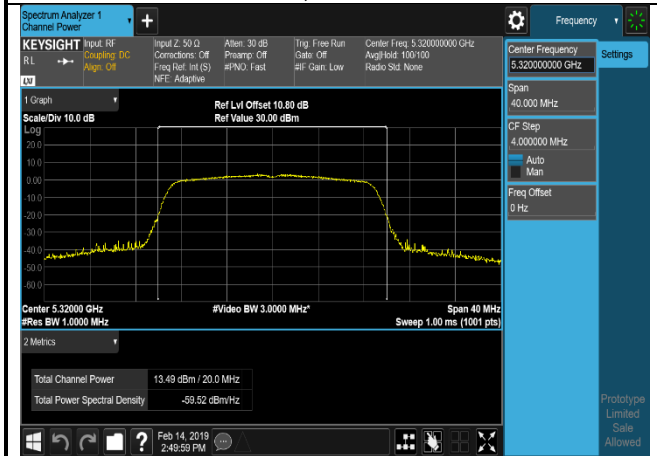 Spectrum Analyzer 1
Channel Power
+
Frequency
KEYSIGHT
Input: RF
Input Z: 50 Ω
Atten: 30 dB
Trig: Free Run
Center Freq: 5.320000000 GHz
RL
Coupling: DC
Corrections: Off
Preamp: Off
Gate: Off
Avg|Hold: 100/100
Align: Off
Freq Ref: Int (S)
#PNO: Fast
#IF Gain: Low
Radio Std: None
LXI
NFE: Adaptive
Center Frequency
5.320000000 GHz
Settings
Span
40.000 MHz
CF Step
4.000000 MHz
Auto
Man
Freq Offset
0 Hz
1 Graph
Ref Lvl Offset 10.80 dB
Scale/Div 10.0 dB
Ref Value 30.00 dBm
Log
20.0
10.0
0.00
-10.0
-20.0
-30.0
-40.0
-50.0
-60.0
Center 5.32000 GHz
#Video BW 3.0000 MHz*
Span 40 MHz
#Res BW 1.0000 MHz
Sweep 1.00 ms (1001 pts)
2 Metrics
Total Channel Power
13.49 dBm / 20.0 MHz
Total Power Spectral Density
-59.52 dBm/Hz
Prototype
Limited
Sale
Allowed
?
Feb 14, 2019
2:49:59 PM